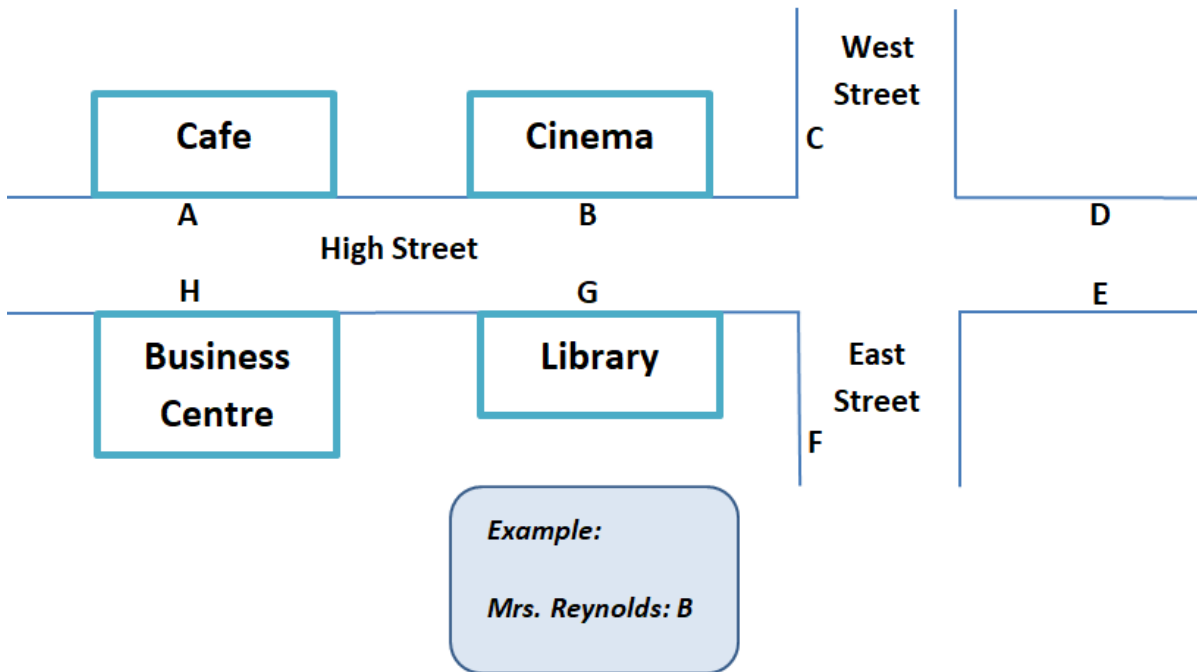 West
Street
Cafe
Cinema
C
A
B
D
High Street
H
G
E
Business
Centre
Library
East
Street
F
Example:
Mrs. Reynolds: B